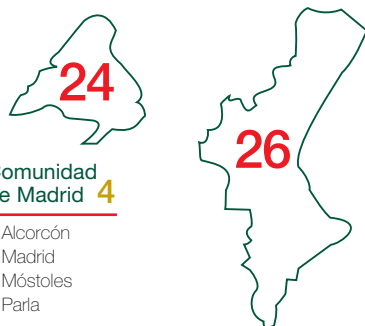 24
26
omunidad
e Madrid 4
Alcorcón
Madrid
Móstoles
Parla